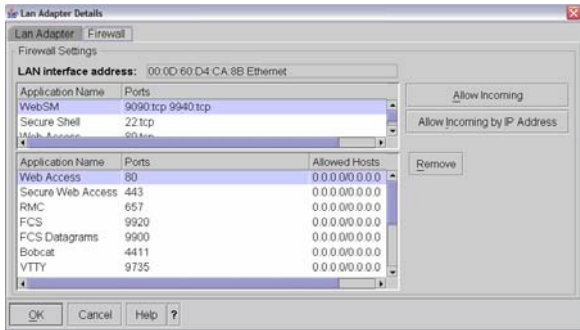 Lan Adapter Details
Lan Adapter Firewall
Firewall Settings
LAN interface address: 00:0D:60:D4:CA:8B Ethernet
Application Name Ports
WebSM 9090:tcp 9940:tcp
Secure Shell 22:tcp
Web Access 80:tcp
Allow Incoming
Allow Incoming by IP Address
Application Name Ports Allowed Hosts
Web Access 80 0.0.0.0/0.0.0.0
Secure Web Access 443 0.0.0.0/0.0.0.0
RMC 657 0.0.0.0/0.0.0.0
FCS 9920 0.0.0.0/0.0.0.0
FCS Datagrams 9900 0.0.0.0/0.0.0.0
Bobcat 4411 0.0.0.0/0.0.0.0
VTTY 9735 0.0.0.0/0.0.0.0
Remove
OK Cancel Help ?